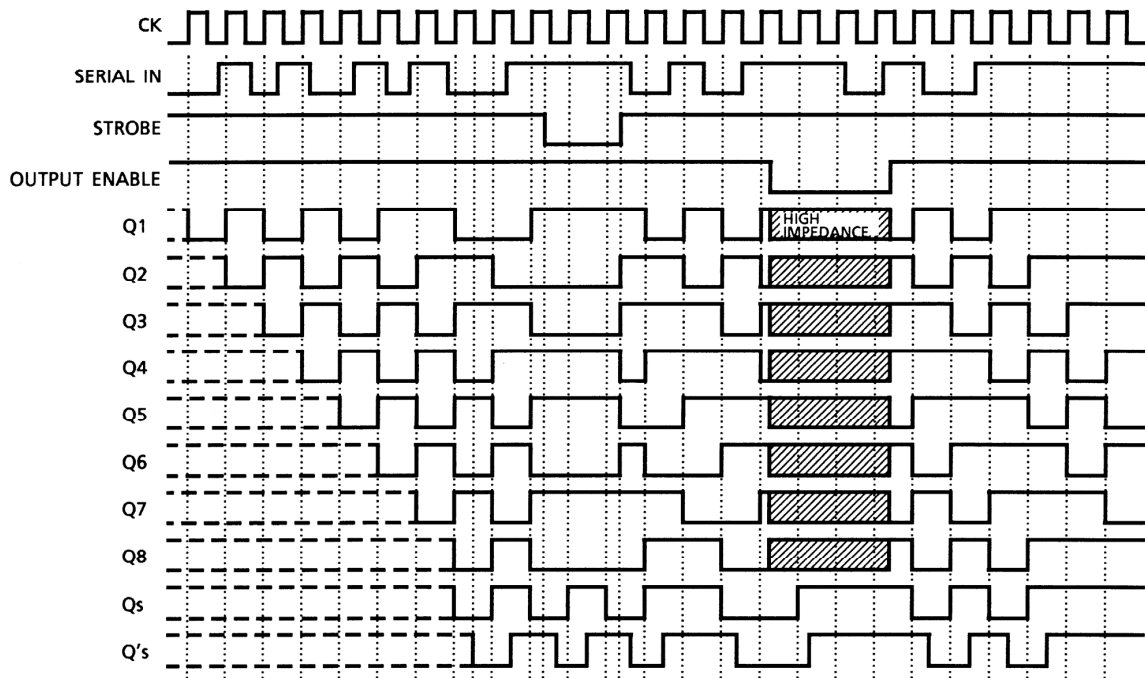 CK
SERIAL IN
STROBE
OUTPUT ENABLE
Q1
HIGH
IMPEDANCE
Q2
Q3
Q4
Q5
Q6
Q7
Q8
Qs
Q's